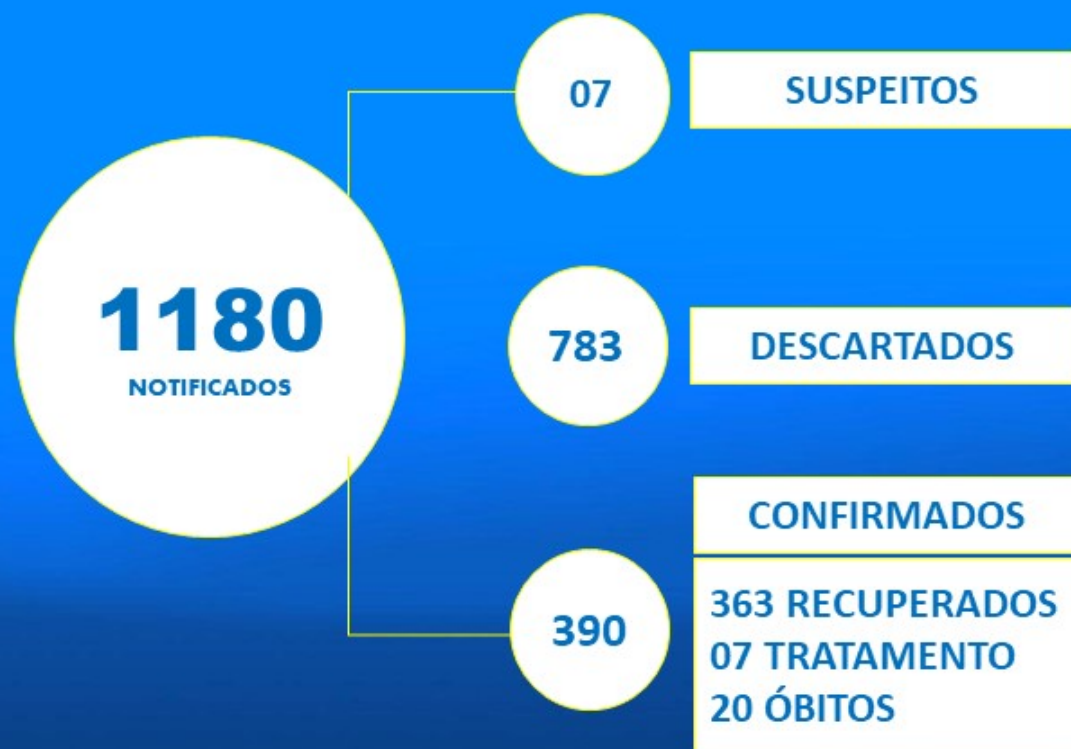 1180
NOTIFICADOS
07
SUSPEITOS
783
DESCARTADOS
390
CONFIRMADOS
363 RECUPERADOS
07 TRATAMENTO
20 ÓBITOS